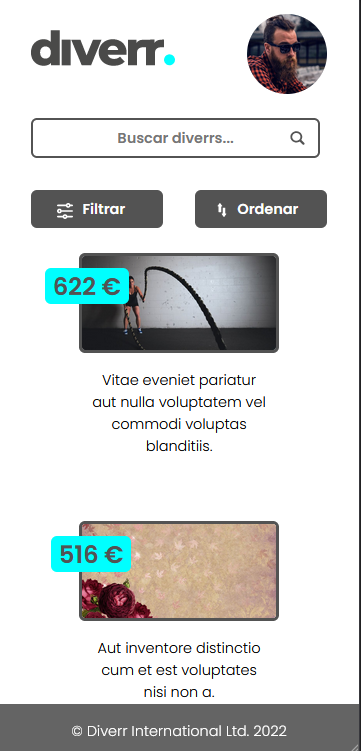 diverr.
Buscar diverrs...
Filtrar
Ordenar
622 €
Vitae eveniet pariatur
aut nulla voluptatem vel
commodi voluptas
blanditiis.
516 €
Aut inventore distinctio
cum et est voluptates
nisi non a.
© Diverr International Ltd. 2022